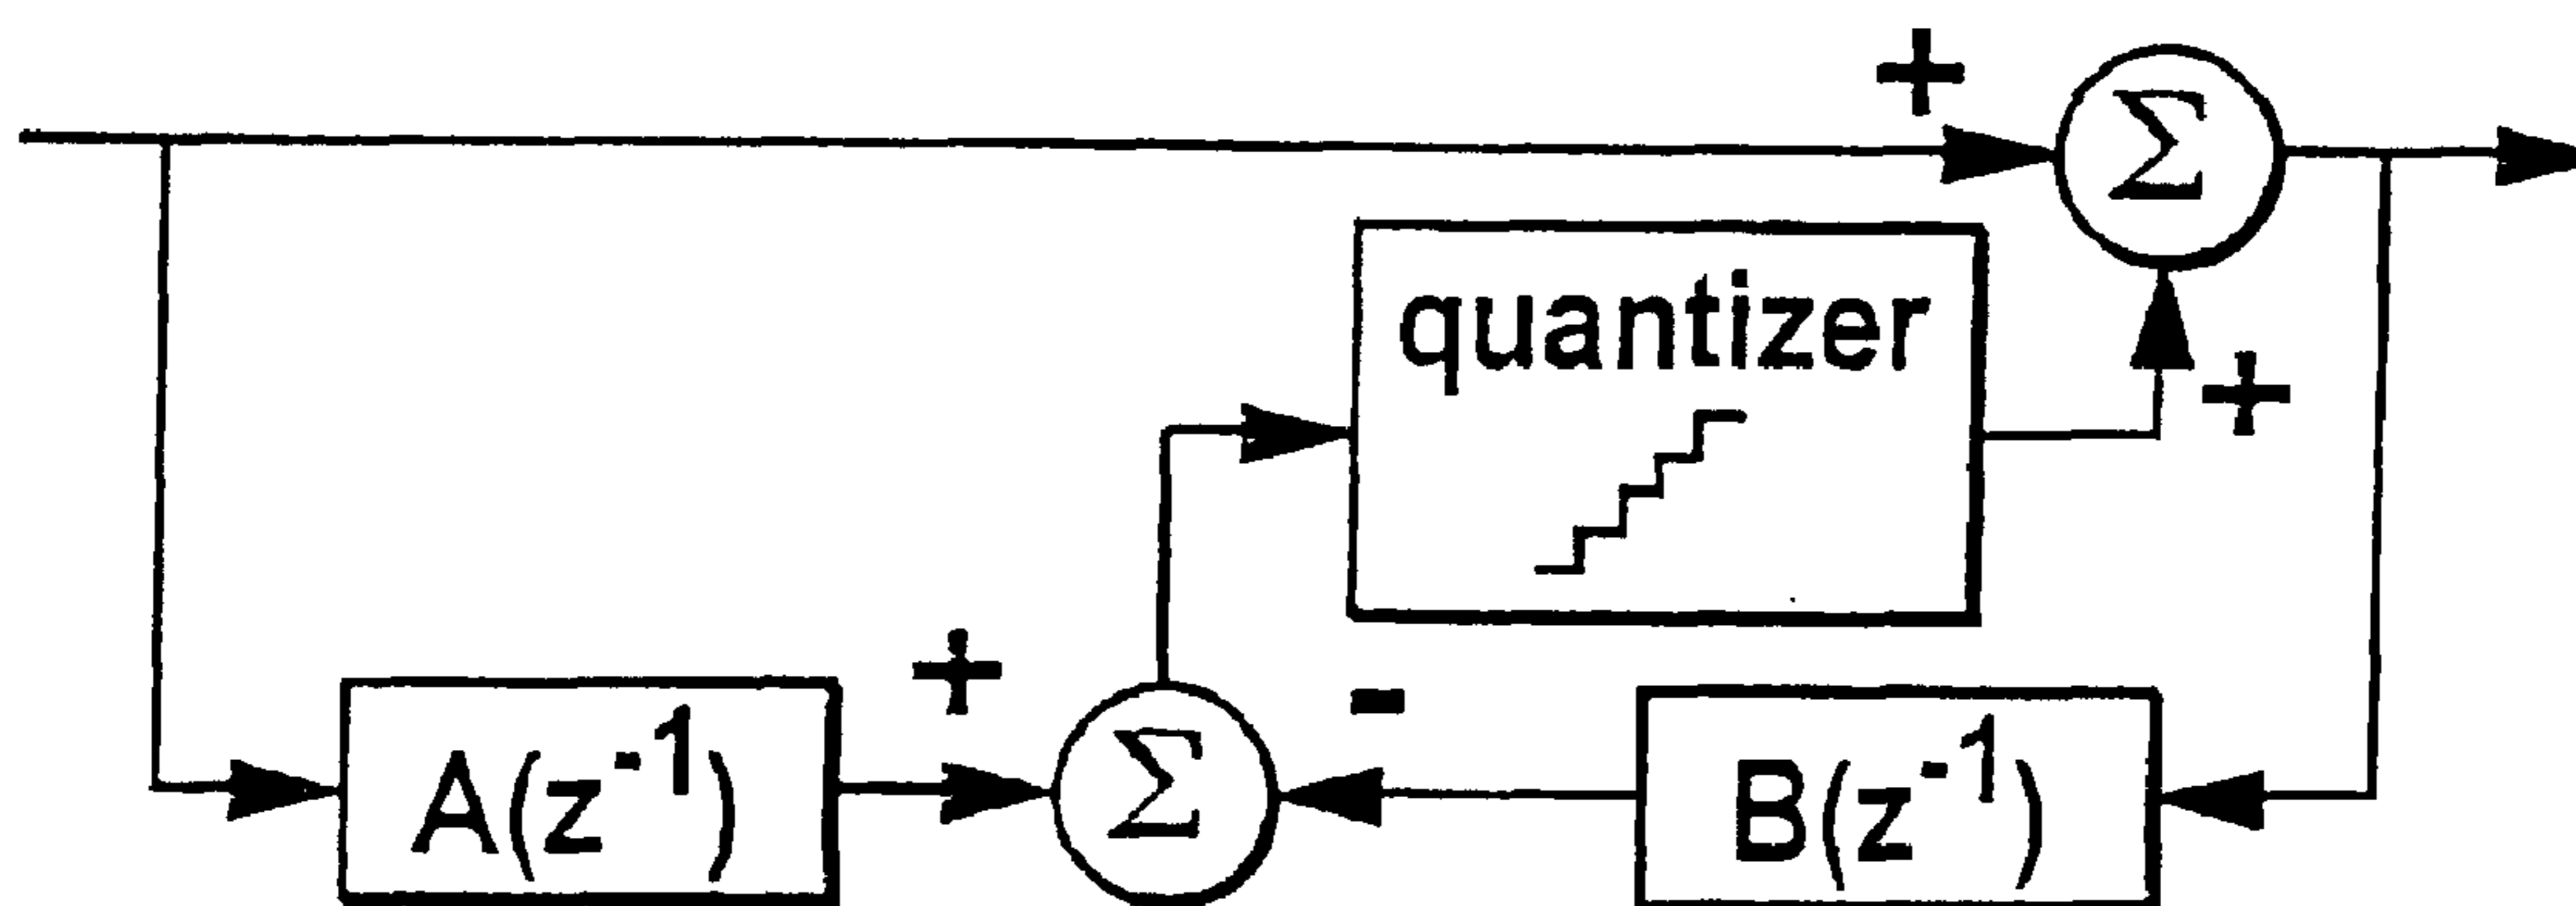 +
Σ
quantizer
+
+
-
A(z⁻¹)
Σ
B(z⁻¹)